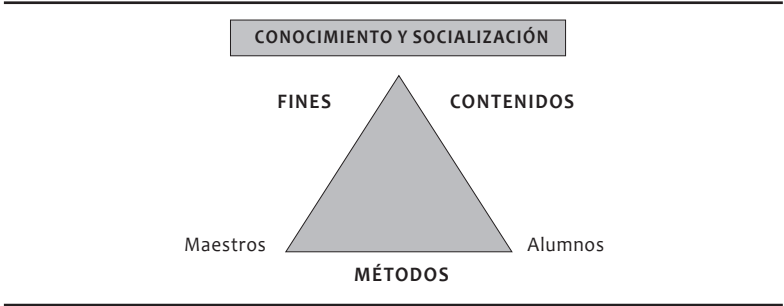 CONOCIMIENTO Y SOCIALIZACIÓN
FINES CONTENIDOS
Maestros Alumnos
MÉTODOS